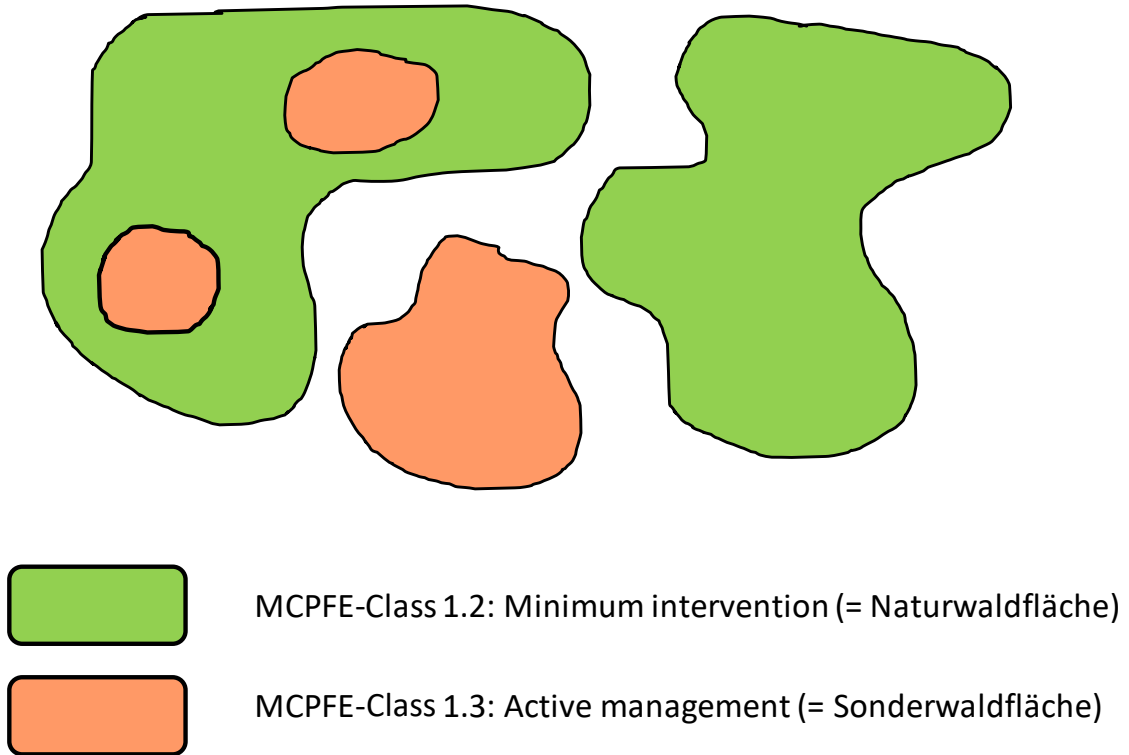 MCPFE-Class 1.2: Minimum intervention (= Naturwaldfläche)
MCPFE-Class 1.3: Active management (= Sonderwaldfläche)